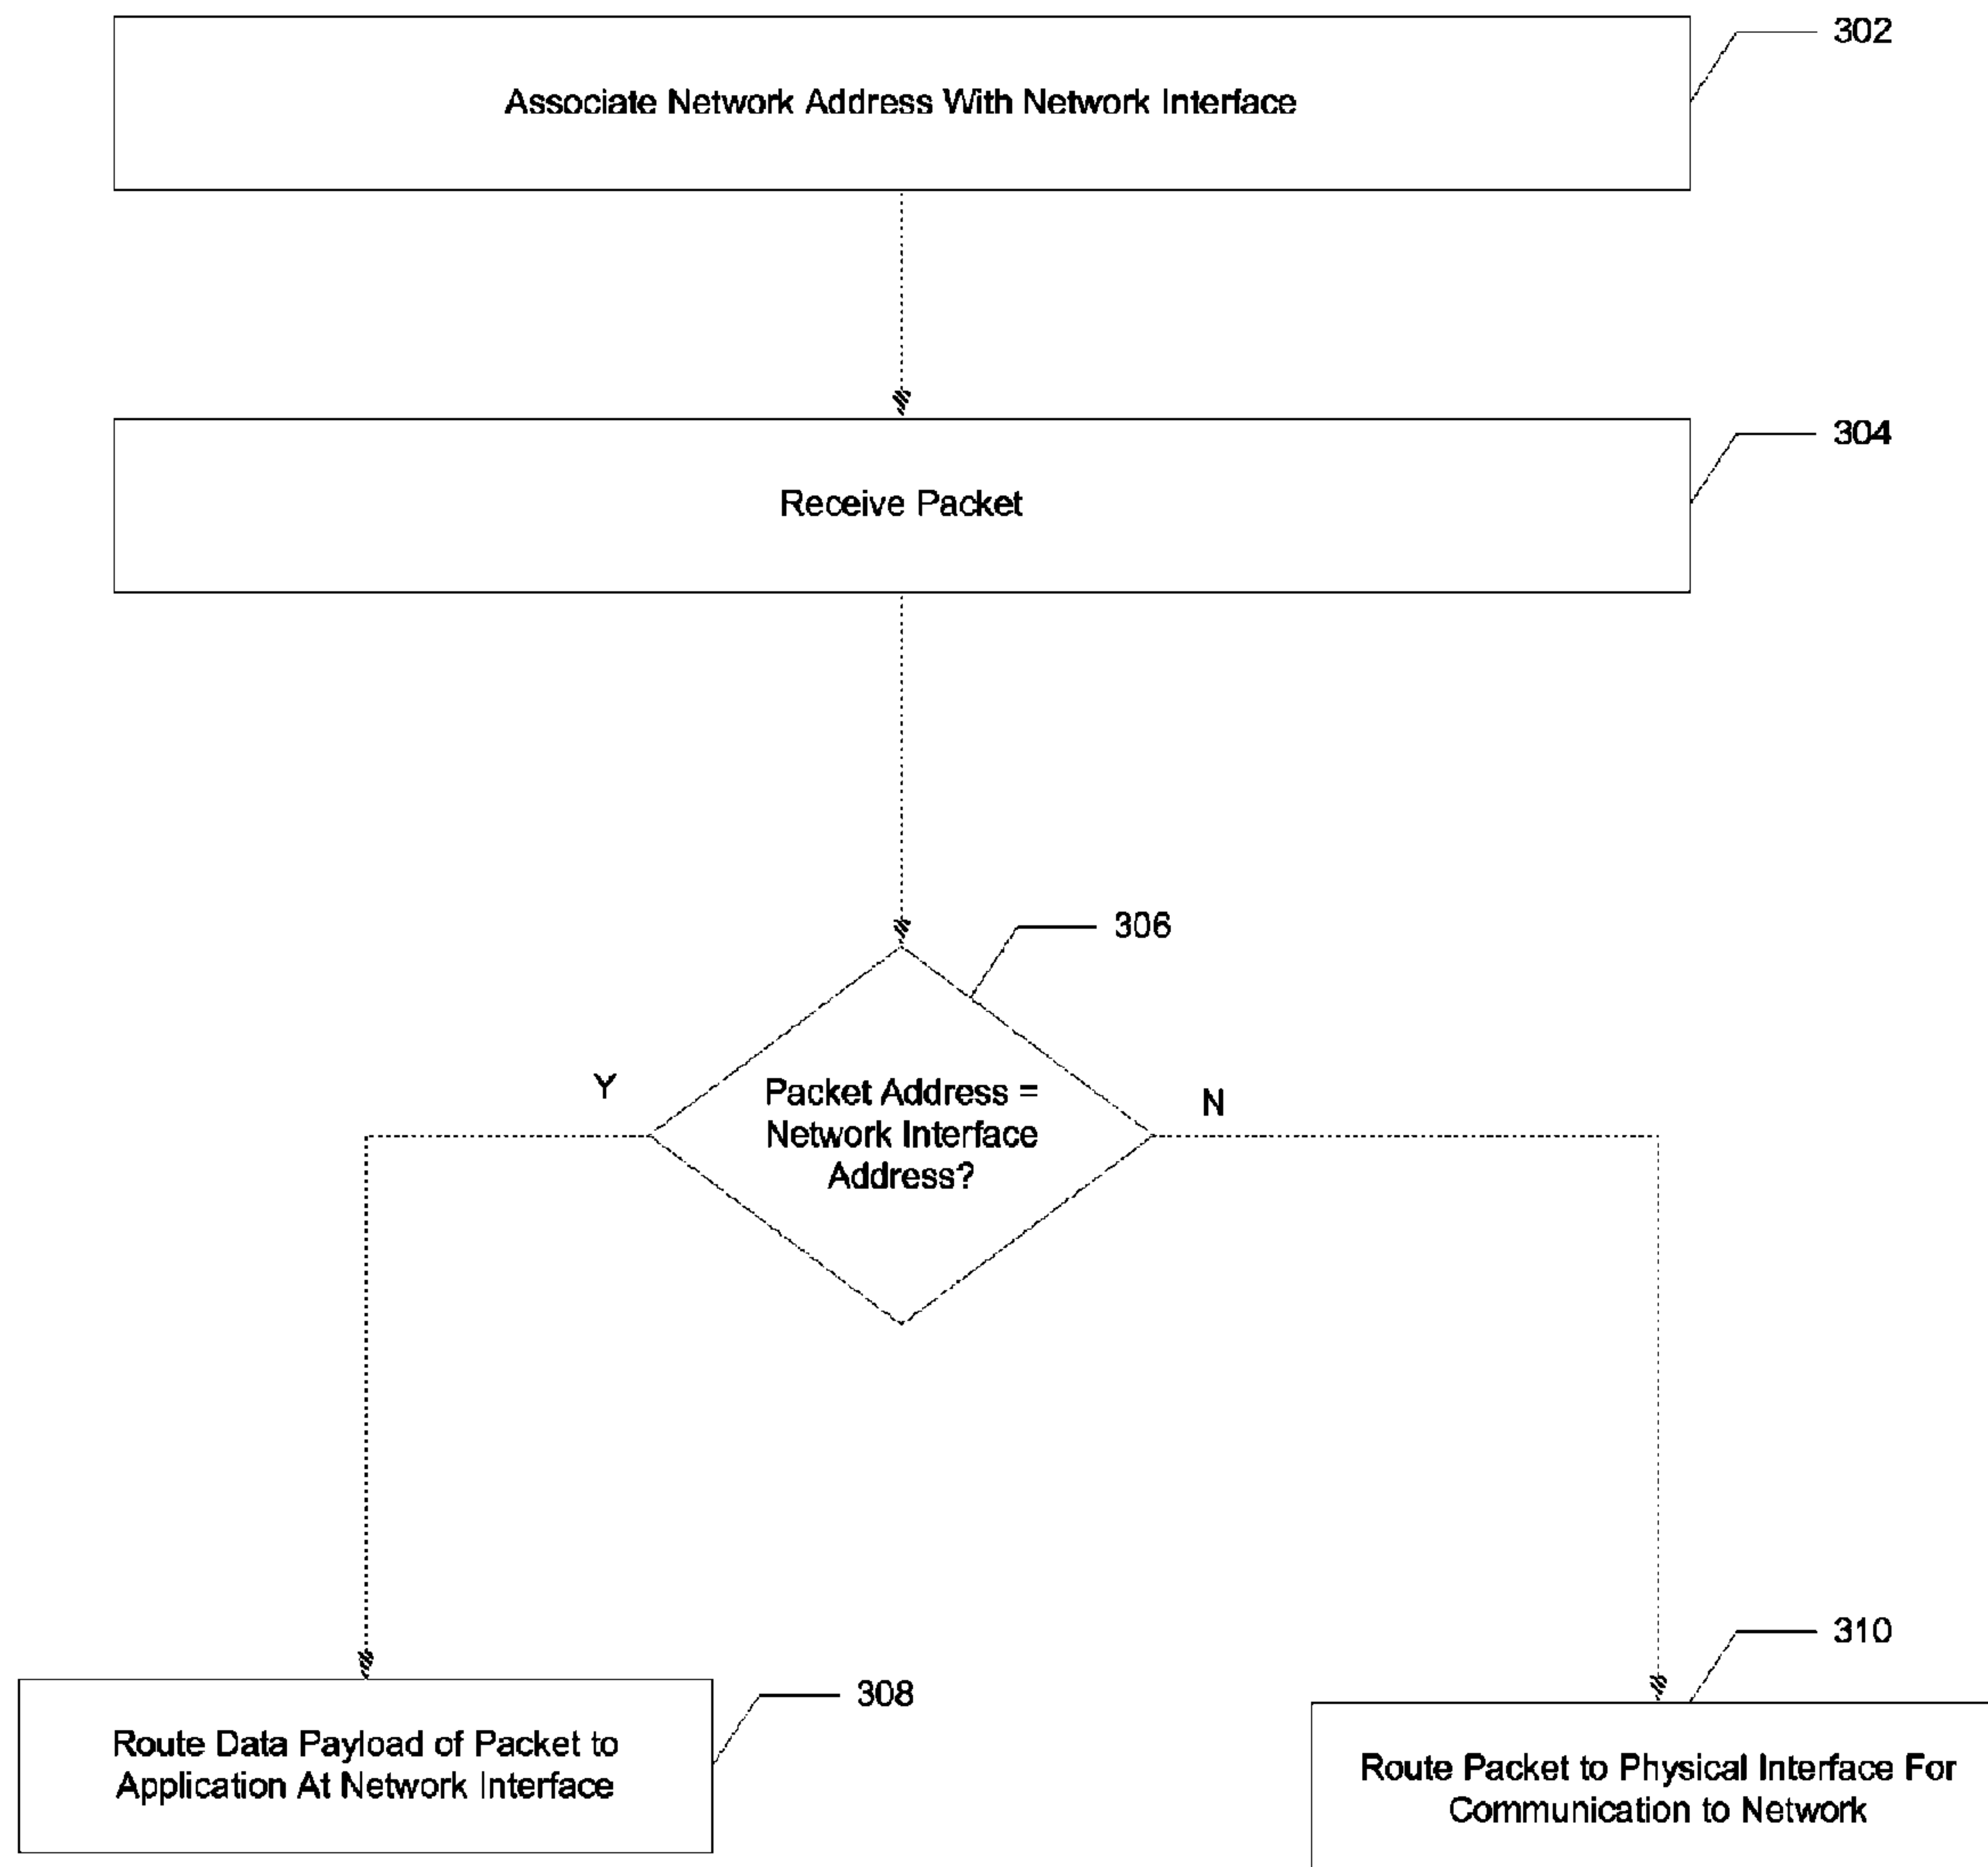 302
Associate Network Address With Network Interface
304
Receive Packet
306
Y
N
Packet Address =
Network Interface
Address?
308
310
Route Data Payload of Packet to
Application At Network Interface
Route Packet to Physical Interface For
Communication to Network